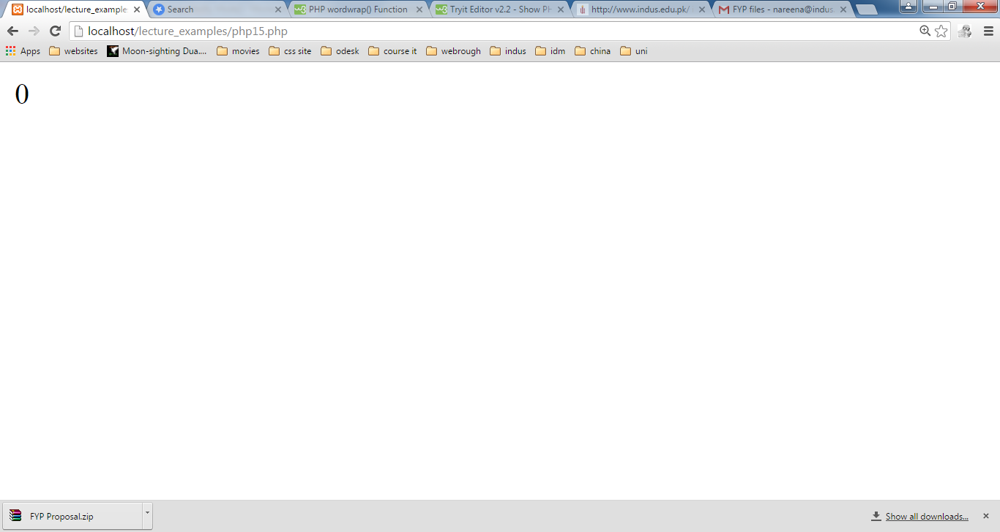 localhost/lecture_example
Search
PHP wordwrap() Function
Tryit Editor v2.2 - Show PH
http://www.indus.edu.pk/
FYP files - nareena@indus.
localhost/lecture_examples/php15.php
Apps websites Moon-sighting Dua.... movies css site odesk course it webrough indus idm china uni
0
FYP Proposal.zip
Show all downloads...